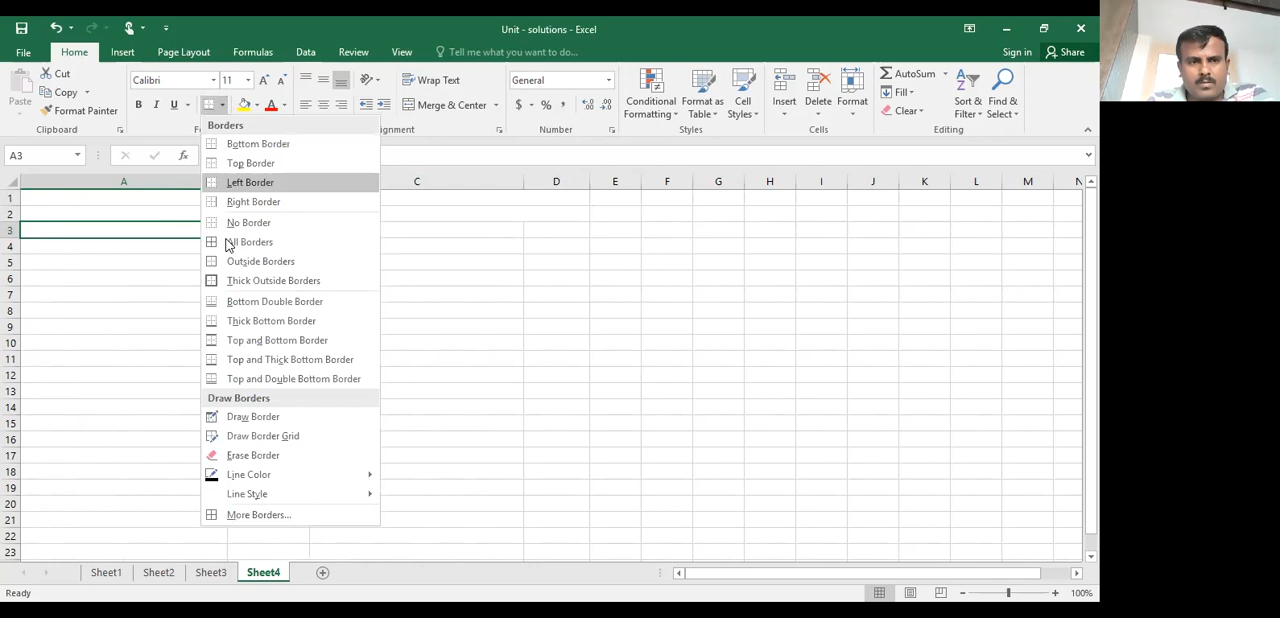 Unit - solutions - Excel
File Home Insert Page Layout Formulas Data Review View Tell me what you want to do... Sign in Share
Paste Cut Copy Format Painter Clipboard
Calibri 11 A A
B I U A
Wrap Text
Merge & Center
General
$ % , Number
Conditional Formatting Format as Table Cell Styles Styles
Insert Delete Format Cells
AutoSum Fill Clear Sort & Filter Find & Select Editing
A3 fx
Borders
Bottom Border
Top Border
Left Border
Right Border
No Border
All Borders
Outside Borders
Thick Outside Borders
Bottom Double Border
Thick Bottom Border
Top and Bottom Border
Top and Thick Bottom Border
Top and Double Bottom Border
Draw Borders
Draw Border
Draw Border Grid
Erase Border
Line Color
Line Style
More Borders...
A C D E F G H I J K L M N
1
2
3
4
5
6
7
8
9
10
11
12
13
14
15
16
17
18
19
20
21
22
23
Sheet1 Sheet2 Sheet3 Sheet4
Ready 100%